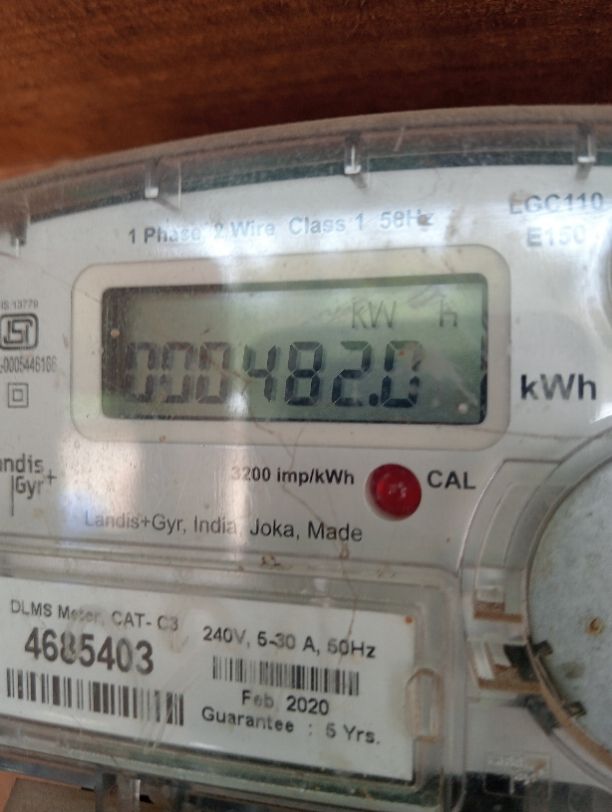 1 Phase 2 Wire Class 1 58Hz
LGC110
E150
IS 13779
kW h
000482.0
kWh
3200 imp/kWh
CAL
andis
Gyr+
Landis+Gyr, India, Joka, Made
DLMS Meter, CAT- C3
4685403
240V, 5-30 A, 50Hz
Feb, 2020
Guarantee : 5 Yrs.